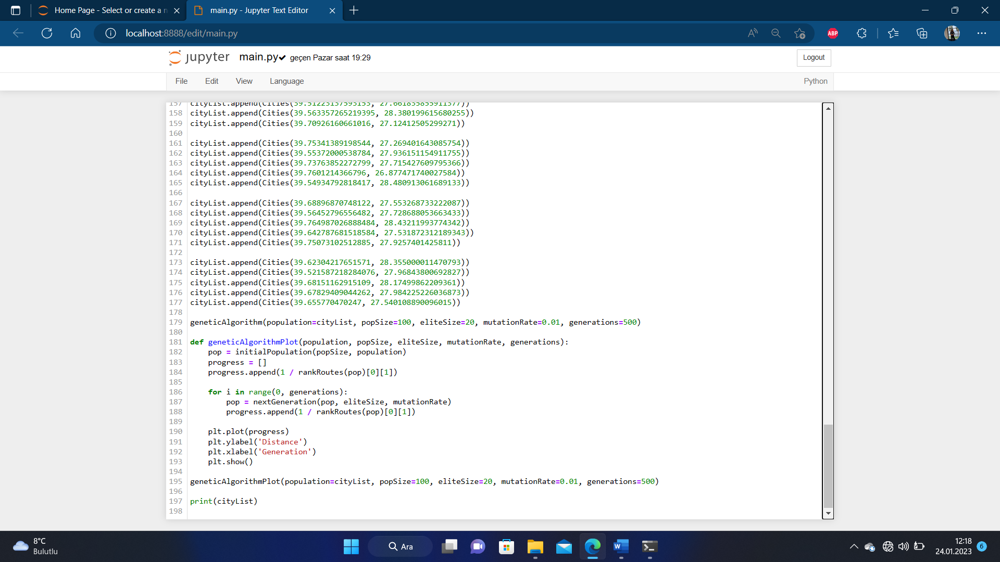 Home Page - Select or create a n
main.py - Jupyter Text Editor
localhost:8888/edit/main.py
ABP
jupyter main.py✔ geçen Pazar saat 19:29
Logout
File Edit View Language Python
157 cityList.append(Cities(39.51223137593153, 27.661835855911377))
158 cityList.append(Cities(39.563357265219395, 28.380199615680255))
159 cityList.append(Cities(39.70926160661016, 27.12412505299271))
160
161 cityList.append(Cities(39.75341389198544, 27.269401643085754))
162 cityList.append(Cities(39.55372000538784, 27.936151154911755))
163 cityList.append(Cities(39.73763852272799, 27.715427609795366))
164 cityList.append(Cities(39.7601214366796, 26.877471740027584))
165 cityList.append(Cities(39.54934792818417, 28.480913061689133))
166
167 cityList.append(Cities(39.68896870748122, 27.553268733222087))
168 cityList.append(Cities(39.56452796556482, 27.728688053663433))
169 cityList.append(Cities(39.764987026888484, 28.43211993774342))
170 cityList.append(Cities(39.642787681518584, 27.531872312189343))
171 cityList.append(Cities(39.75073102512885, 27.9257401425811))
172
173 cityList.append(Cities(39.62304217651571, 28.355000011470793))
174 cityList.append(Cities(39.521587218284076, 27.96843800692827))
175 cityList.append(Cities(39.68151162915109, 28.17499862209361))
176 cityList.append(Cities(39.67829409044262, 27.984225226036873))
177 cityList.append(Cities(39.655770470247, 27.540108890096015))
178
179 geneticAlgorithm(population=cityList, popSize=100, eliteSize=20, mutationRate=0.01, generations=500)
180
181 def geneticAlgorithmPlot(population, popSize, eliteSize, mutationRate, generations):
182     pop = initialPopulation(popSize, population)
183     progress = []
184     progress.append(1 / rankRoutes(pop)[0][1])
185
186     for i in range(0, generations):
187         pop = nextGeneration(pop, eliteSize, mutationRate)
188         progress.append(1 / rankRoutes(pop)[0][1])
189
190     plt.plot(progress)
191     plt.ylabel('Distance')
192     plt.xlabel('Generation')
193     plt.show()
194
195 geneticAlgorithmPlot(population=cityList, popSize=100, eliteSize=20, mutationRate=0.01, generations=500)
196
197 print(cityList)
198
8°C
Bulutlu
Ara
12:18
24.01.2023
6